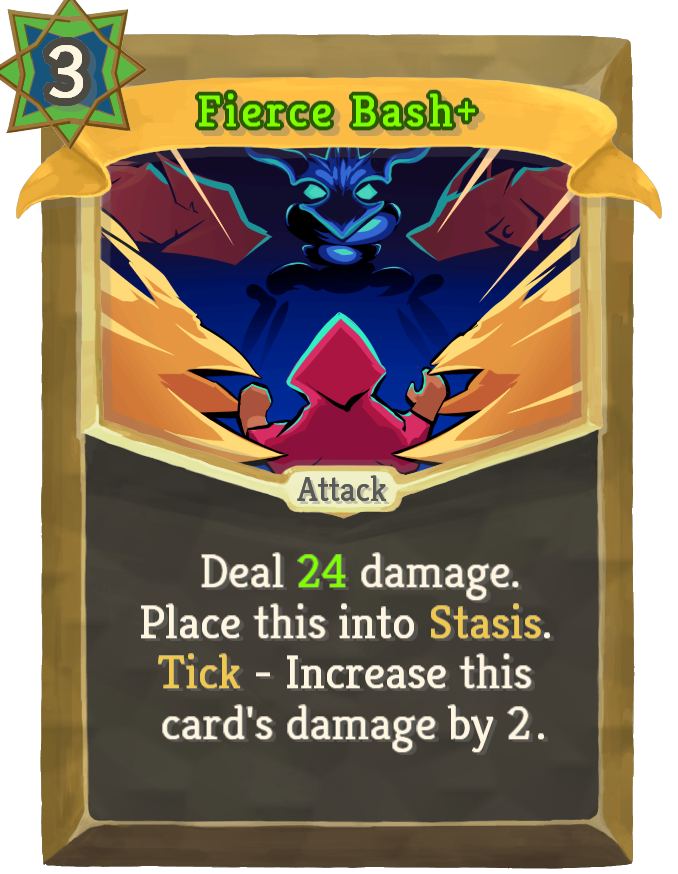 3
Fierce Bash+
Attack
Deal 24 damage.
Place this into Stasis.
Tick - Increase this
card's damage by 2.